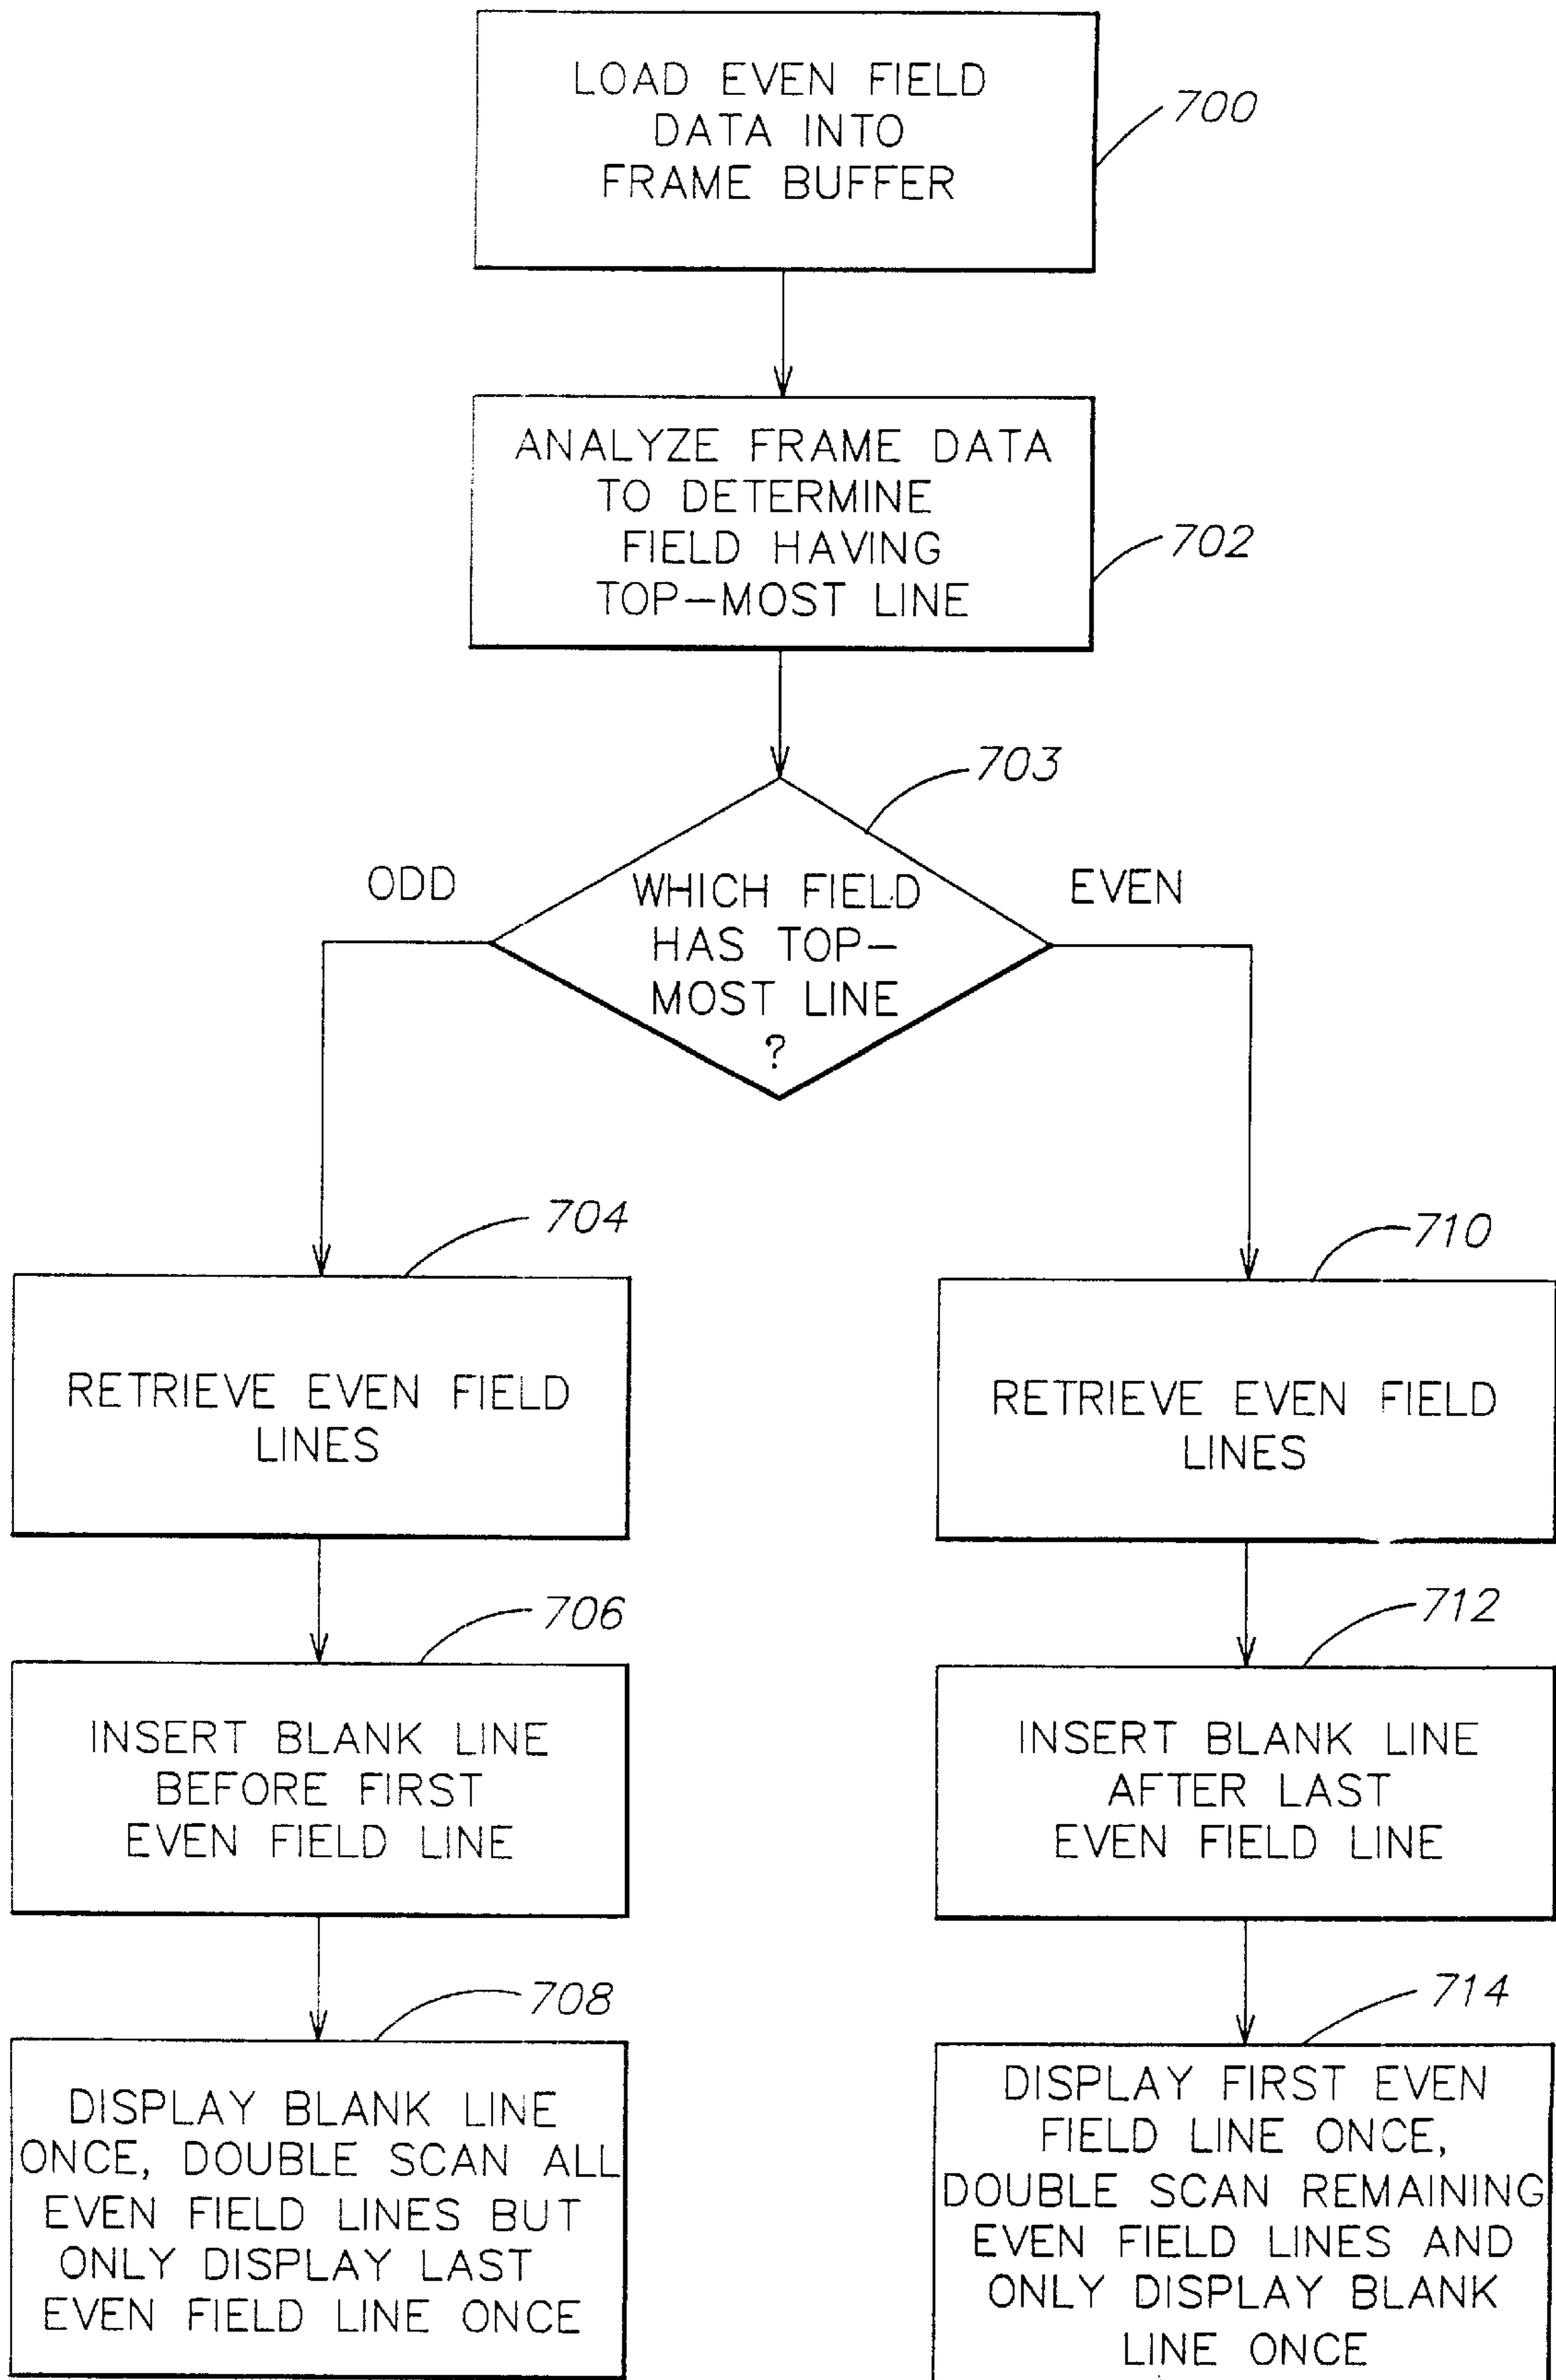 LOAD EVEN FIELD
DATA INTO
FRAME BUFFER
700
ANALYZE FRAME DATA
TO DETERMINE
FIELD HAVING
TOP-MOST LINE
702
703
ODD
WHICH FIELD
HAS TOP-
MOST LINE
?
EVEN
704
RETRIEVE EVEN FIELD
LINES
706
INSERT BLANK LINE
BEFORE FIRST
EVEN FIELD LINE
708
DISPLAY BLANK LINE
ONCE, DOUBLE SCAN ALL
EVEN FIELD LINES BUT
ONLY DISPLAY LAST
EVEN FIELD LINE ONCE
710
RETRIEVE EVEN FIELD
LINES
712
INSERT BLANK LINE
AFTER LAST
EVEN FIELD LINE
714
DISPLAY FIRST EVEN
FIELD LINE ONCE,
DOUBLE SCAN REMAINING
EVEN FIELD LINES AND
ONLY DISPLAY BLANK
LINE ONCE